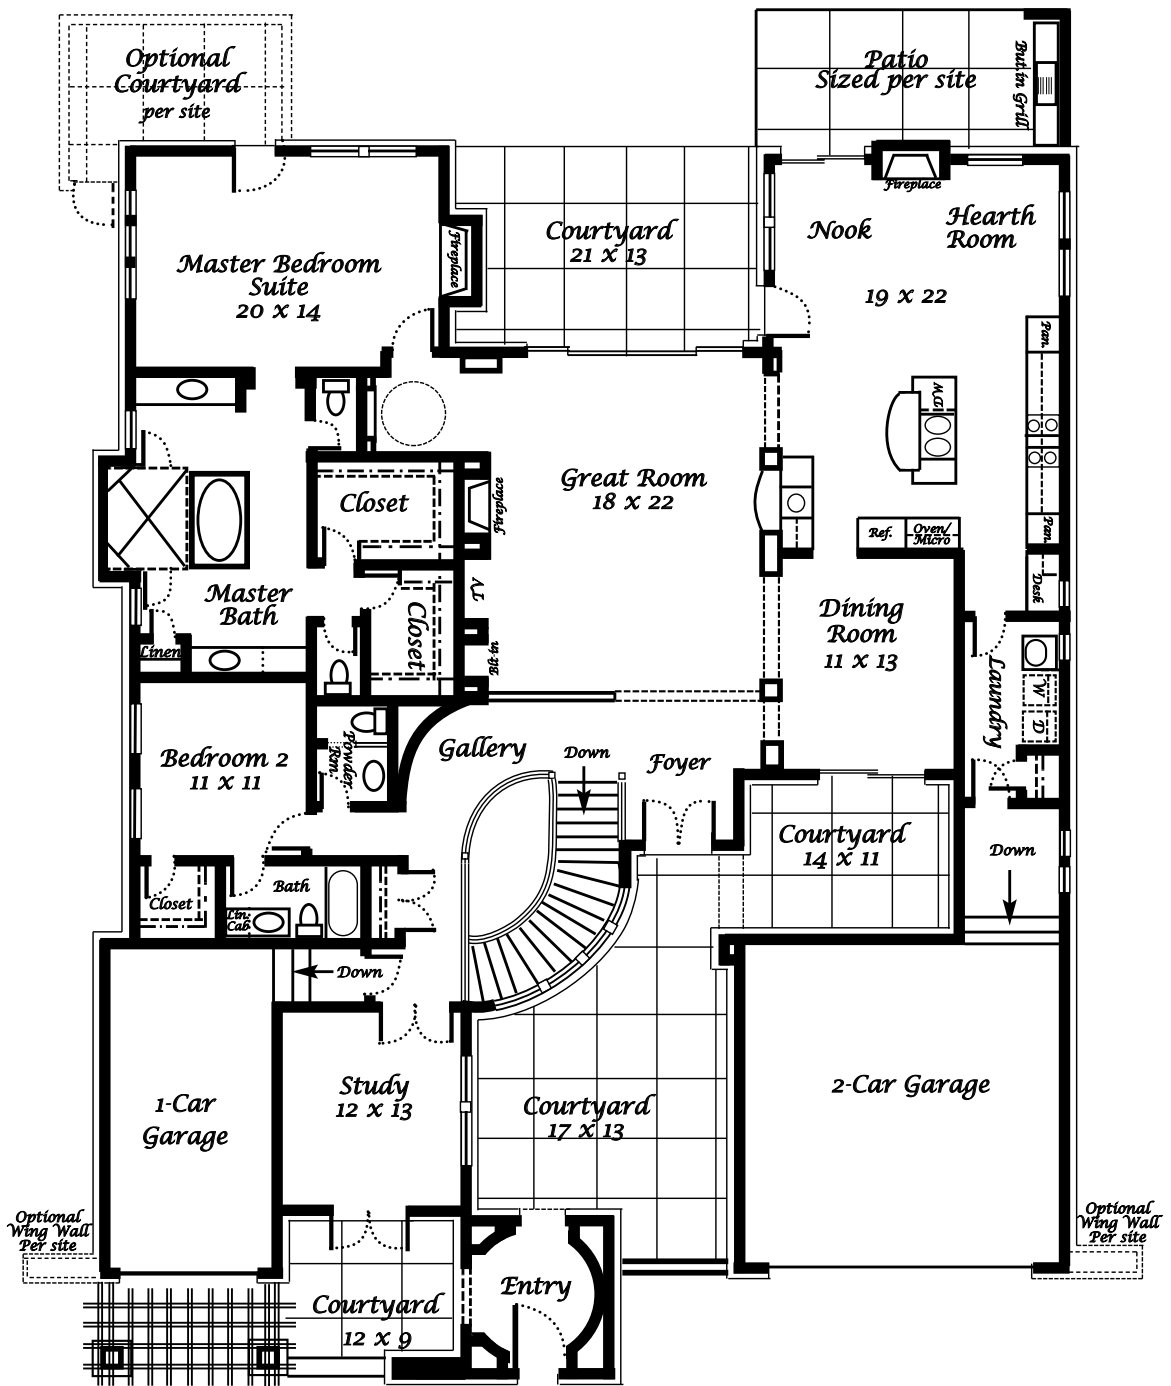 Optional
Courtyard
per site
Patio
Sized per site
But.in Grill
Fireplace
Courtyard
21 x 13
Nook
Hearth
Room
19 x 22
Master Bedroom
Suite
20 x 14
Fireplace
Pan.
M.D
Great Room
18 x 22
Closet
Fireplace
Ref.
Oven/
Micro
Pan.
Desk
Master
Bath
Closet
T.V.
Blt-in
Linen
Dining
Room
11 x 13
Laundry
W
D
Bedroom 2
11 x 11
Powder
Rm.
Gallery
Down
Foyer
Courtyard
14 x 11
Down
Closet
Bath
Lin.
Cab
Down
1-Car
Garage
Study
12 x 13
Courtyard
17 x 13
2-Car Garage
Optional
Wing Wall
Per site
Optional
Wing Wall
Per site
Entry
Courtyard
12 x 9